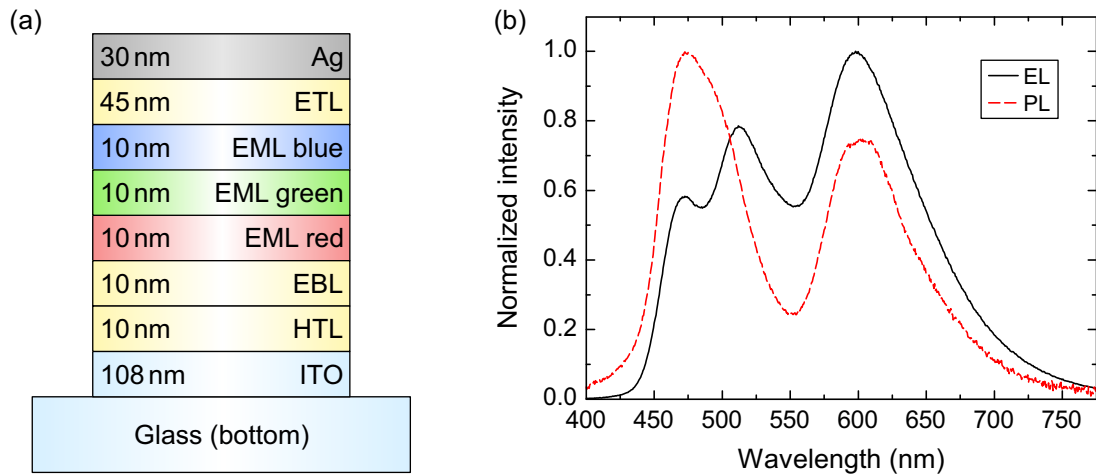 (a)
30 nm Ag
45 nm ETL
10 nm EML blue
10 nm EML green
10 nm EML red
10 nm EBL
10 nm HTL
108 nm ITO
Glass (bottom)
(b)
Normalized intensity
1.0
0.8
0.6
0.4
0.2
0.0
EL
PL
400 450 500 550 600 650 700 750
Wavelength (nm)